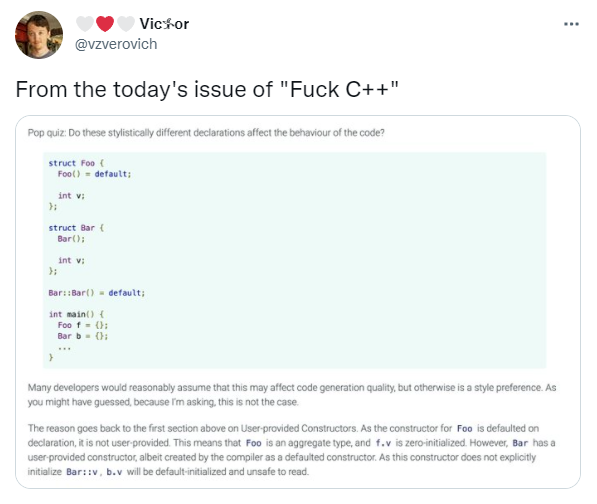 🤍❤️🤍 Vic🕺or
@vzverovich
From the today's issue of "Fuck C++"
Pop quiz: Do these stylistically different declarations affect the behaviour of the code?
struct Foo {
Foo() = default;
int v;
};
struct Bar {
Bar();
int v;
};
Bar::Bar() = default;
int main() {
Foo f = {};
Bar b = {};
...
}
Many developers would reasonably assume that this may affect code generation quality, but otherwise is a style preference. As
you might have guessed, because I'm asking, this is not the case.
The reason goes back to the first section above on User-provided Constructors. As the constructor for Foo is defaulted on
declaration, it is not user-provided. This means that Foo is an aggregate type, and f.v is zero-initialized. However, Bar has a
user-provided constructor, albeit created by the compiler as a defaulted constructor. As this constructor does not explicitly
initialize Bar::v, b.v will be default-initialized and unsafe to read.